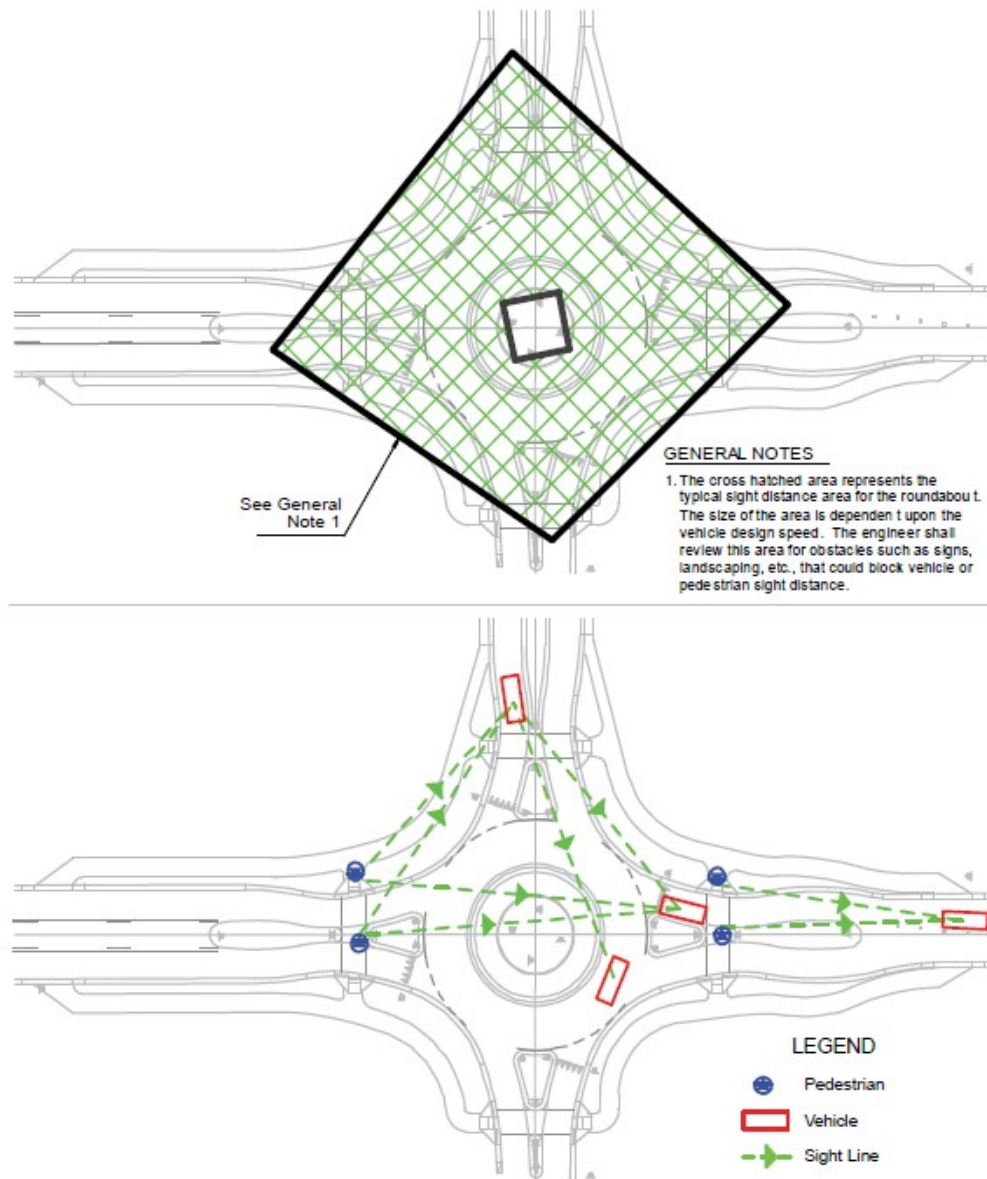 See General
Note 1
GENERAL NOTES
1. The cross hatched area represents the
typical sight distance area for the roundabou t.
The size of the area is dependen t upon the
vehicle design speed. The engineer shall
review this area for obstacles such as signs,
landscaping, etc., that could block vehicle or
pedestrian sight distance.
LEGEND
Pedestrian
Vehicle
Sight Line